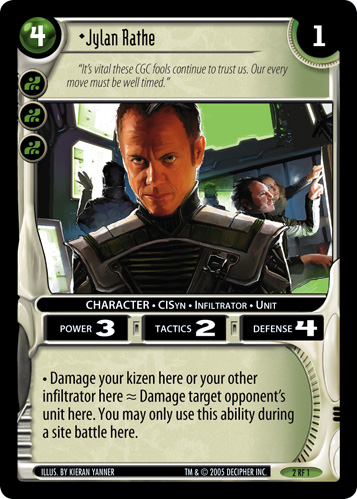 4
•Jylan Rathe
1
"It's vital these CGC fools continue to trust us. Our every
move must be well timed."
CHARACTER • CISYN • INFILTRATOR • UNIT
POWER 3 TACTICS 2 DEFENSE 4
• Damage your kizen here or your other
infiltrator here ≈ Damage target opponent's
unit here. You may only use this ability during
a site battle here.
ILLUS. BY KIERAN YANNER TM & © 2005 DECIPHER INC. 2 RF 1